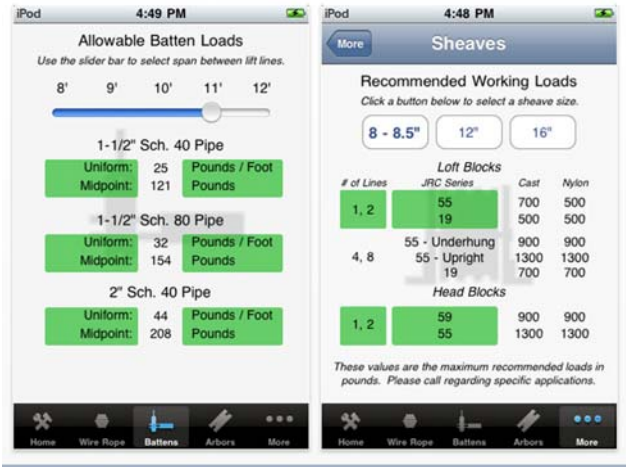 iPod 4:49 PM
Allowable Batten Loads
Use the slider bar to select span between lift lines.
8' 9' 10' 11' 12'
1-1/2" Sch. 40 Pipe
Uniform: 25 Pounds / Foot
Midpoint: 121 Pounds
1-1/2" Sch. 80 Pipe
Uniform: 32 Pounds / Foot
Midpoint: 154 Pounds
2" Sch. 40 Pipe
Uniform: 44 Pounds / Foot
Midpoint: 208 Pounds
Home Wire Rope Battens Arbors More
iPod 4:48 PM
More Sheaves
Recommended Working Loads
Click a button below to select a sheave size.
8 - 8.5" 12" 16"
Loft Blocks
# of Lines JRC Series Cast Nylon
1, 2 55 700 500
19 500 500
55 - Underhung 900 900
4, 8 55 - Upright 1300 1300
19 700 700
Head Blocks
1, 2 59 900 900
55 1300 1300
These values are the maximum recommended loads in
pounds. Please call regarding specific applications.
Home Wire Rope Battens Arbors More